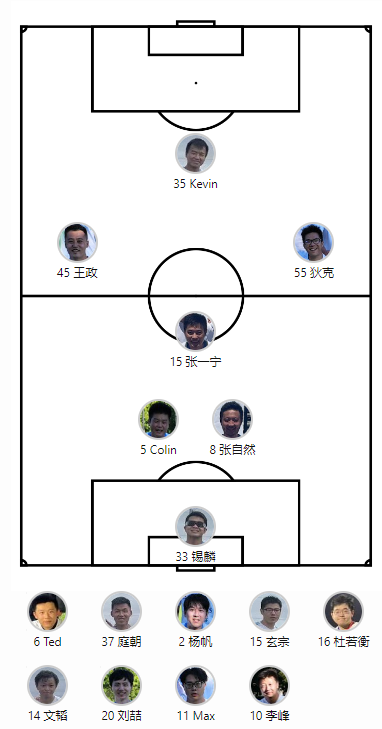 35 Kevin
45 王政
55 狄克
15 张一宁
5 Colin
8 张自然
33 锡麟
6 Ted
37 庭朝
2 杨帆
15 玄宗
16 杜若衡
14 文韬
20 刘喆
11 Max
10 李峰